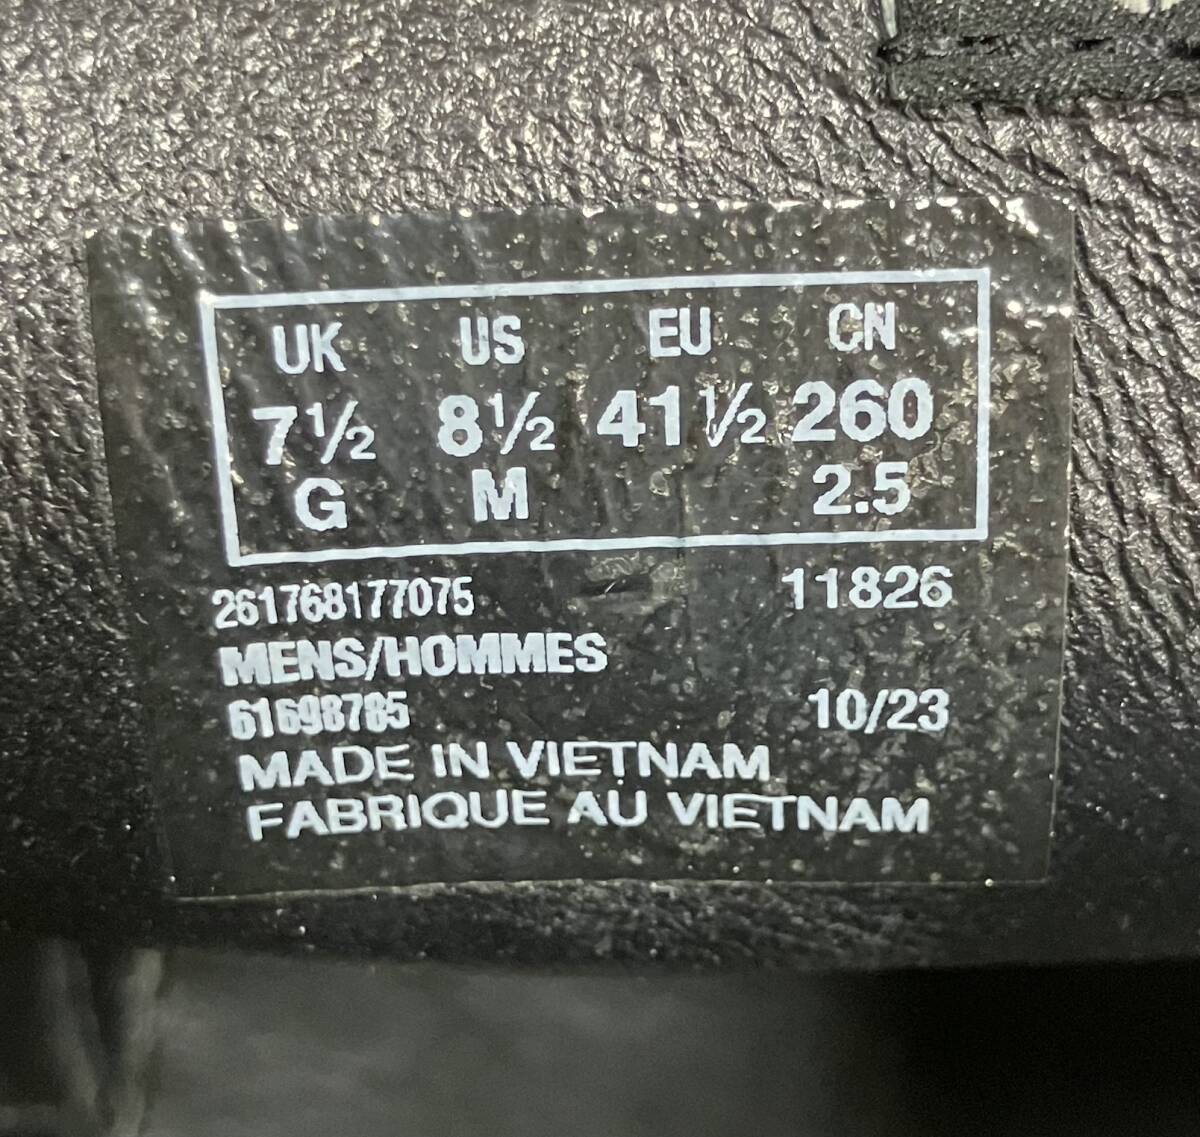 UK US EU CN
7½ 8½ 41½ 260
G M 2.5
261768177075 11826
MENS/HOMMES
61698785 10/23
MADE IN VIETNAM
FABRIQUE AU VIETNAM